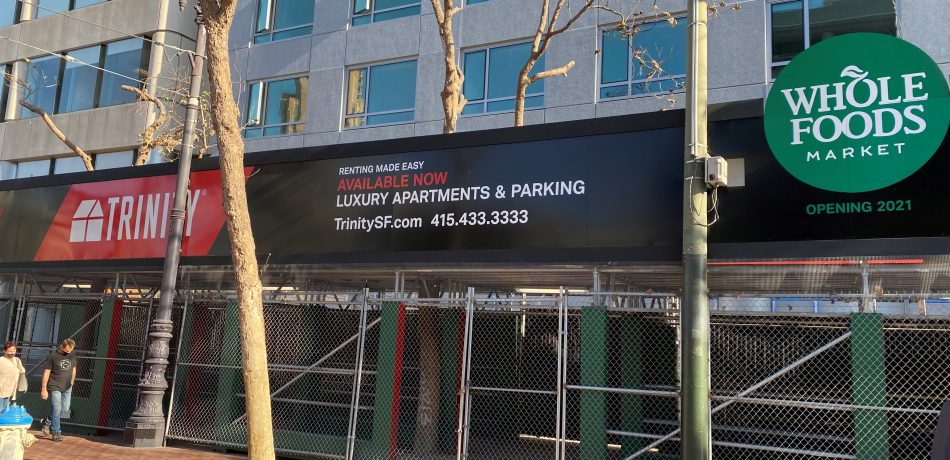 TRINITY®
RENTING MADE EASY
AVAILABLE NOW
LUXURY APARTMENTS & PARKING
TrinitySF.com 415.433.3333
WHOLE
FOODS
MARKET
OPENING 2021